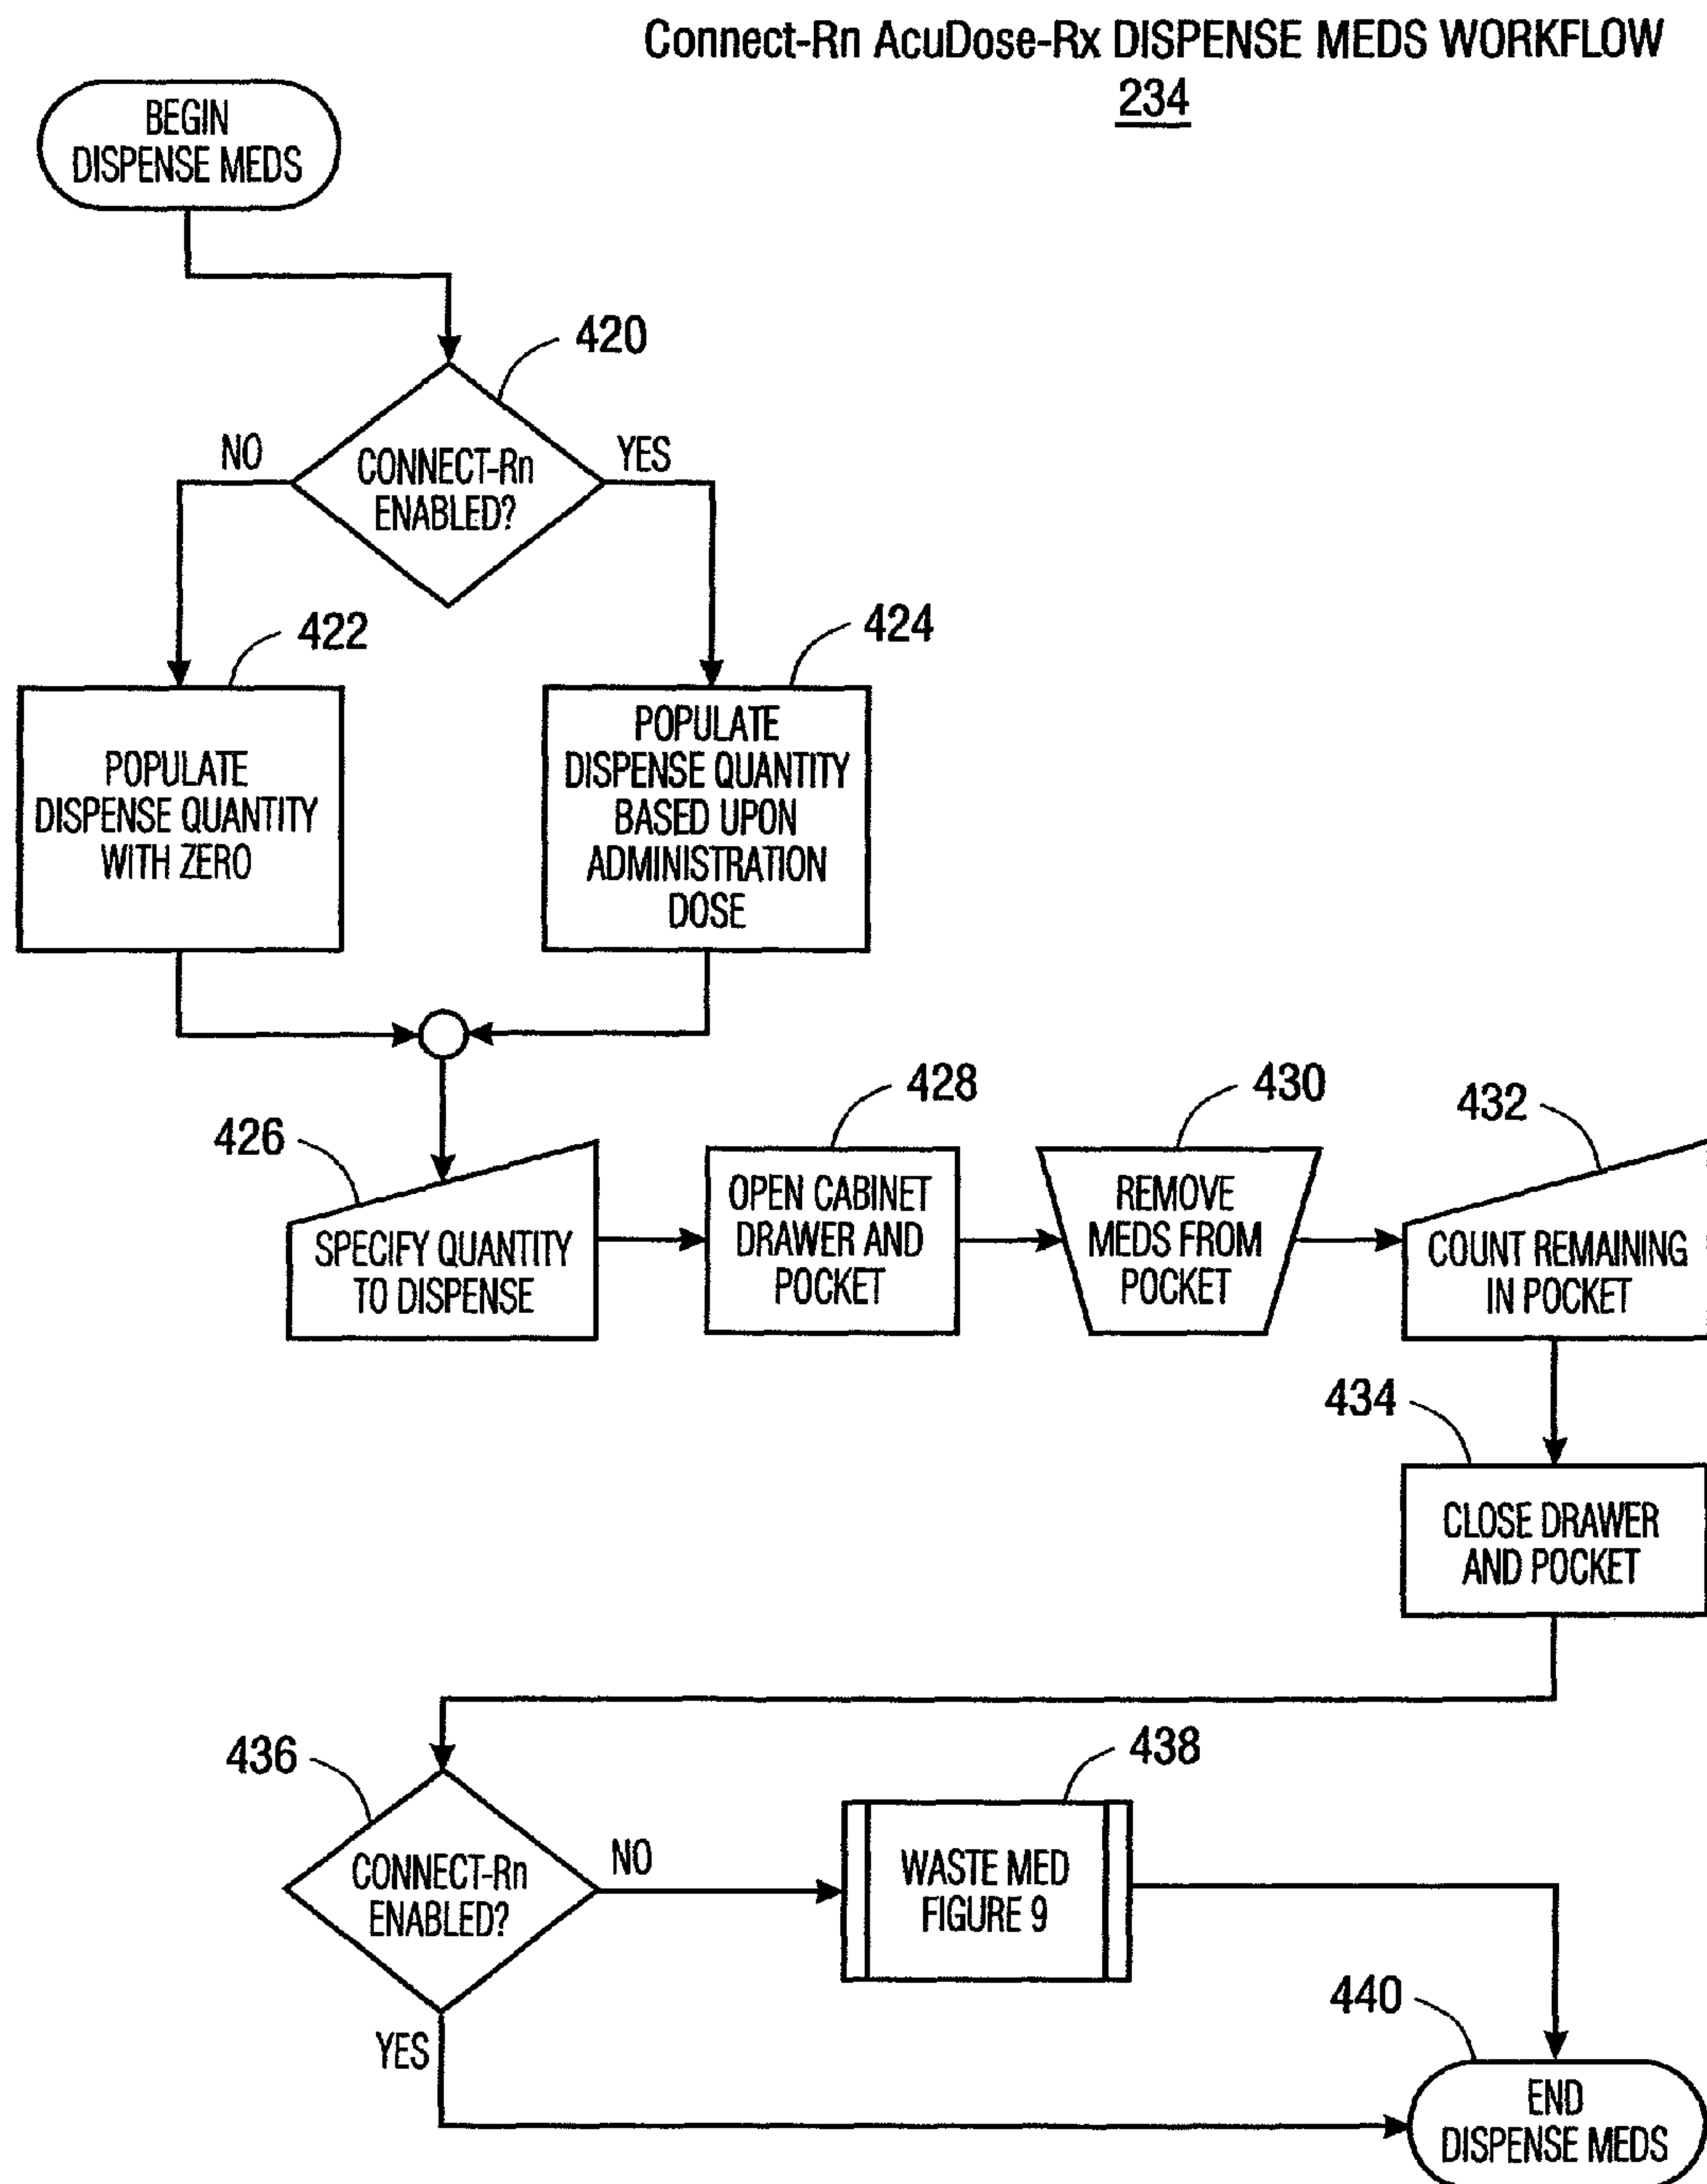 Connect-Rn AcuDose-Rx DISPENSE MEDS WORKFLOW
234
BEGIN
DISPENSE MEDS
420
CONNECT-Rn
ENABLED?
NO
YES
422
POPULATE
DISPENSE QUANTITY
WITH ZERO
424
POPULATE
DISPENSE QUANTITY
BASED UPON
ADMINISTRATION
DOSE
426
SPECIFY QUANTITY
TO DISPENSE
428
OPEN CABINET
DRAWER AND
POCKET
430
REMOVE
MEDS FROM
POCKET
432
COUNT REMAINING
IN POCKET
434
CLOSE DRAWER
AND POCKET
436
CONNECT-Rn
ENABLED?
NO
YES
438
WASTE MED
FIGURE 9
440
END
DISPENSE MEDS